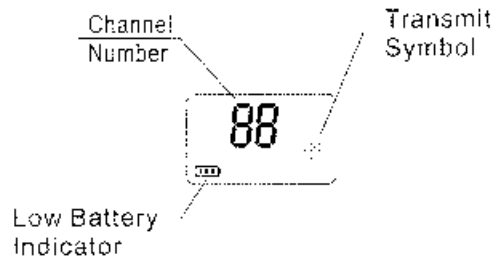 Channel
Number
Transmit
Symbol
88
Low Battery
Indicator